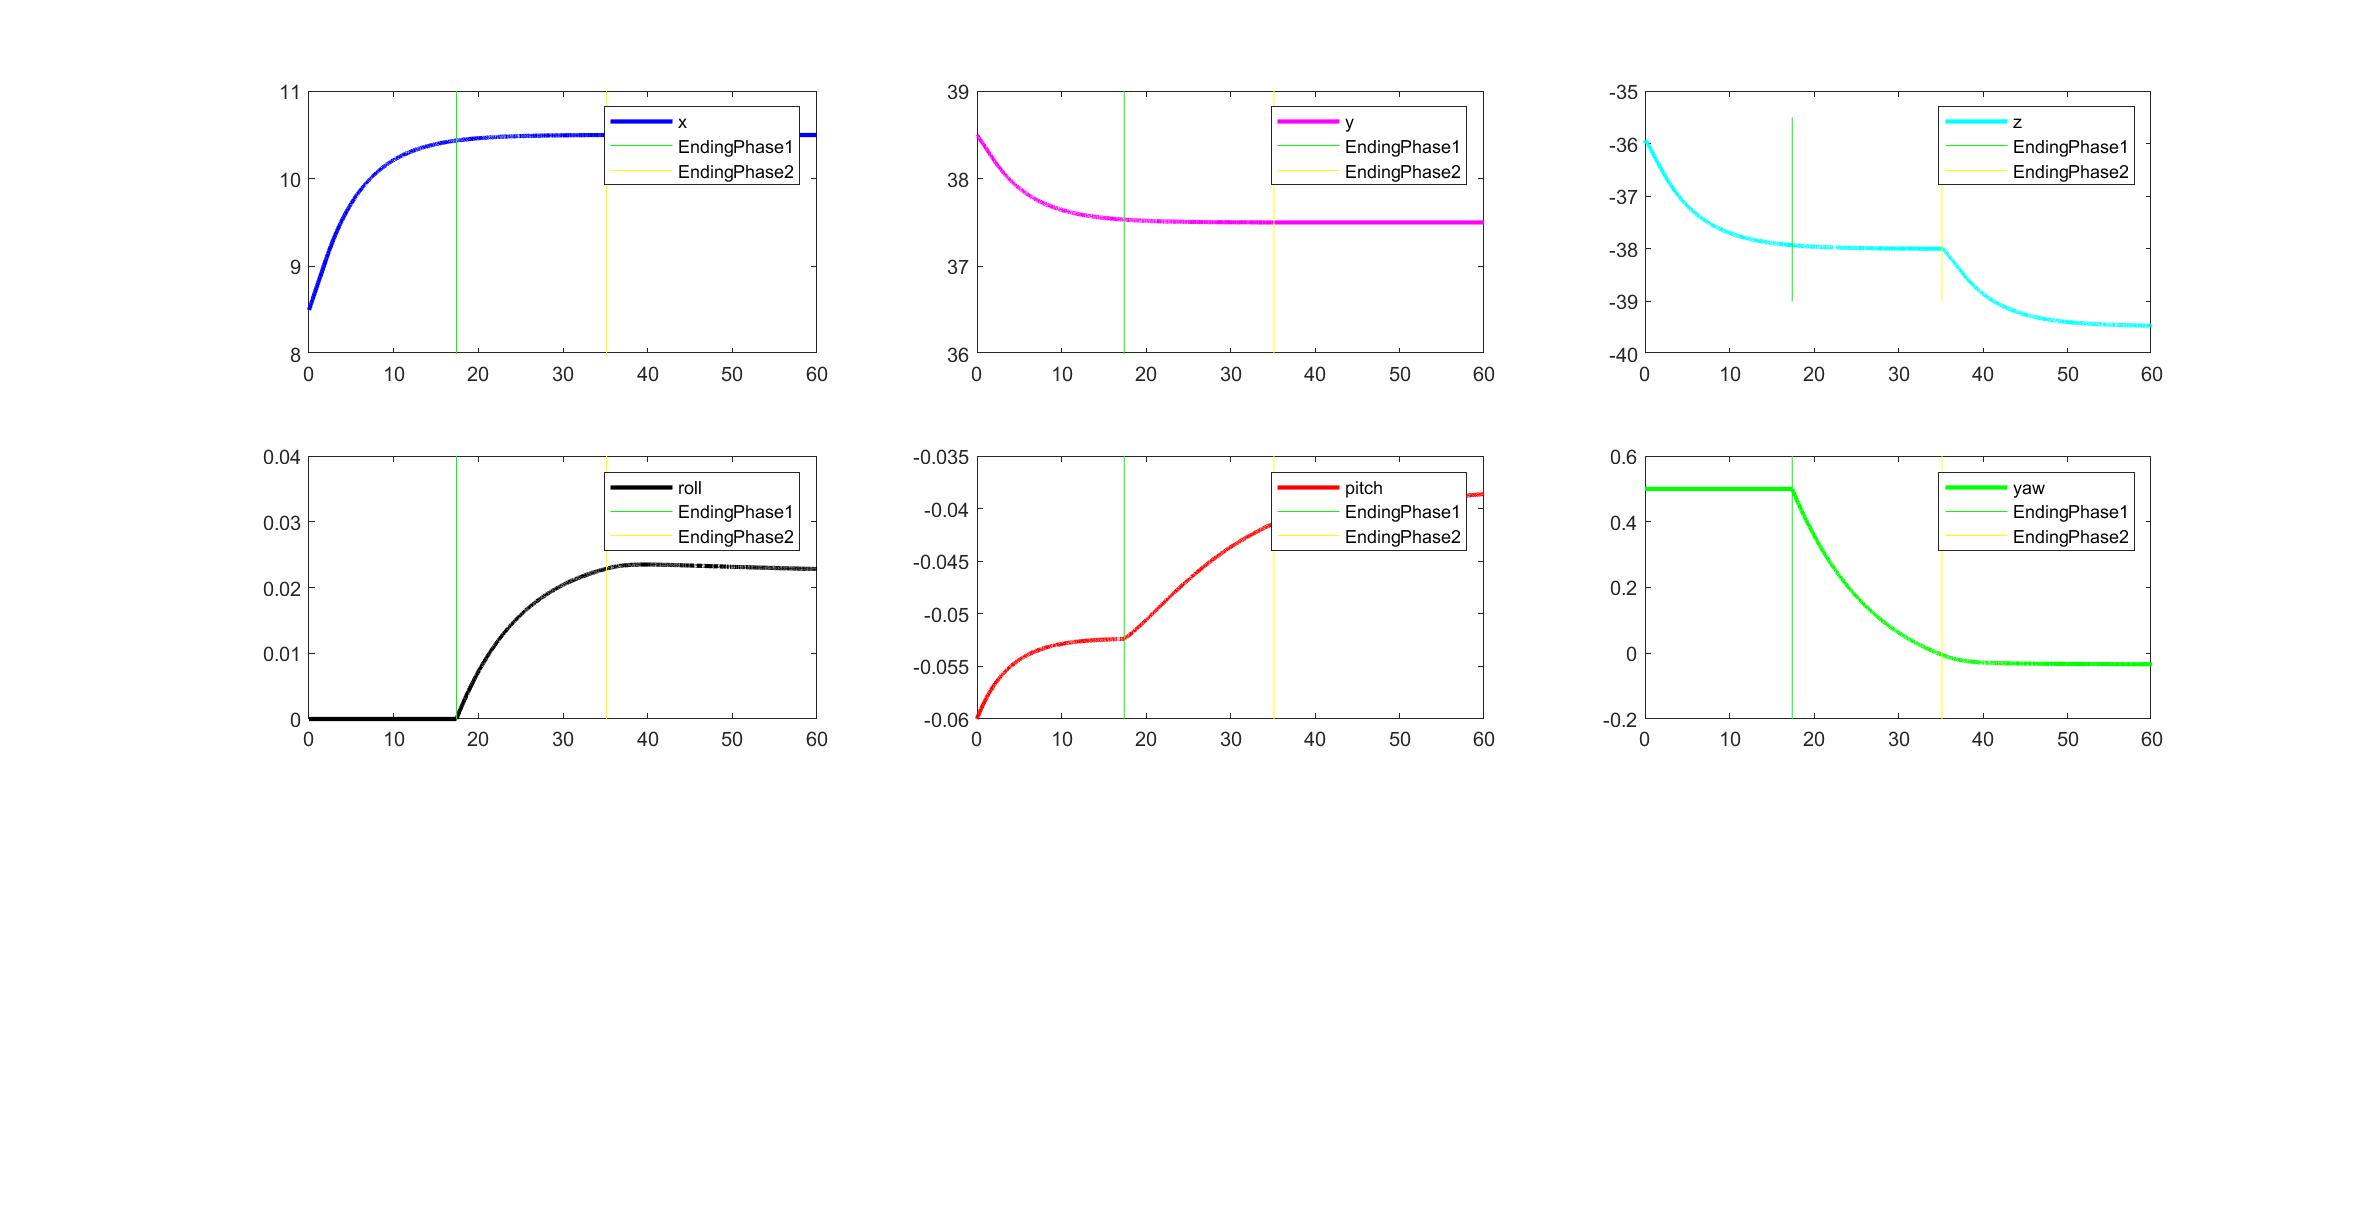 11
10
9
8
0 10 20 30 40 50 60
x
EndingPhase1
EndingPhase2
39
38
37
36
0 10 20 30 40 50 60
y
EndingPhase1
EndingPhase2
-35
-36
-37
-38
-39
-40
0 10 20 30 40 50 60
z
EndingPhase1
EndingPhase2
0.04
0.03
0.02
0.01
0
0 10 20 30 40 50 60
roll
EndingPhase1
EndingPhase2
-0.035
-0.04
-0.045
-0.05
-0.055
-0.06
0 10 20 30 40 50 60
pitch
EndingPhase1
EndingPhase2
0.6
0.4
0.2
0
-0.2
0 10 20 30 40 50 60
yaw
EndingPhase1
EndingPhase2